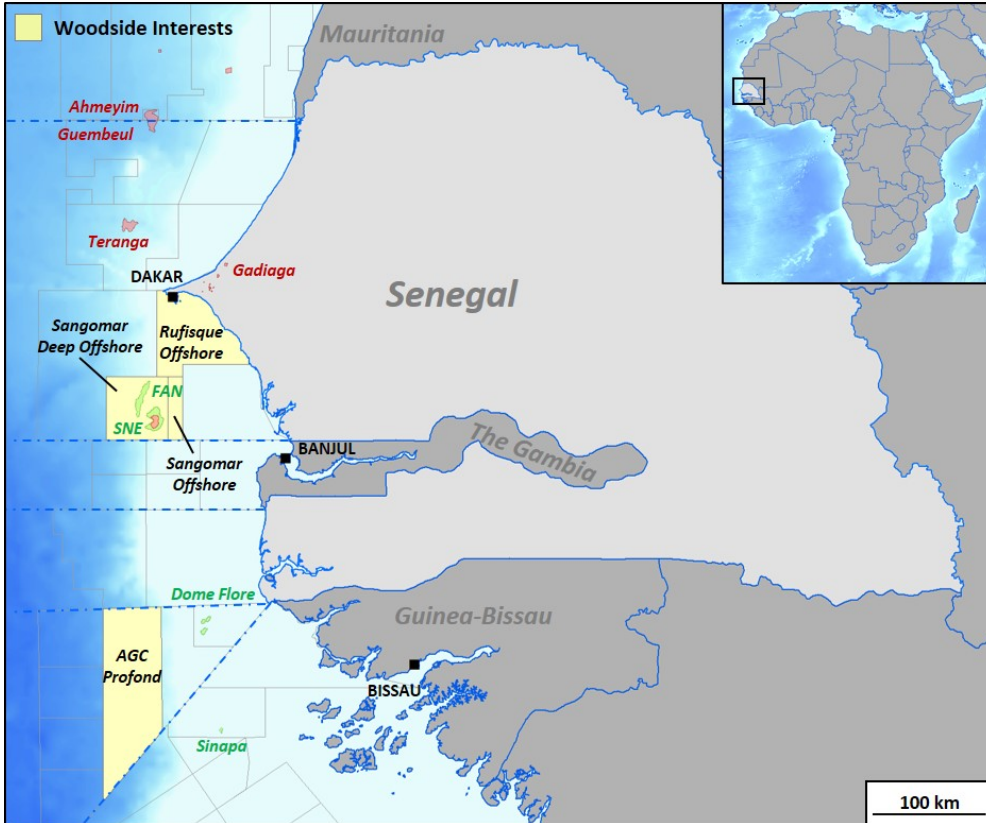 Woodside Interests
Mauritania
Ahmeyim
Guembeul
Teranga
Gadiaga
DAKAR
Senegal
Sangomar
Deep Offshore
Rufisque
Offshore
FAN
SNE
Sangomar
Offshore
BANJUL
The Gambia
Dome Flore
Guinea-Bissau
AGC
Profond
BISSAU
Sinapa
100 km